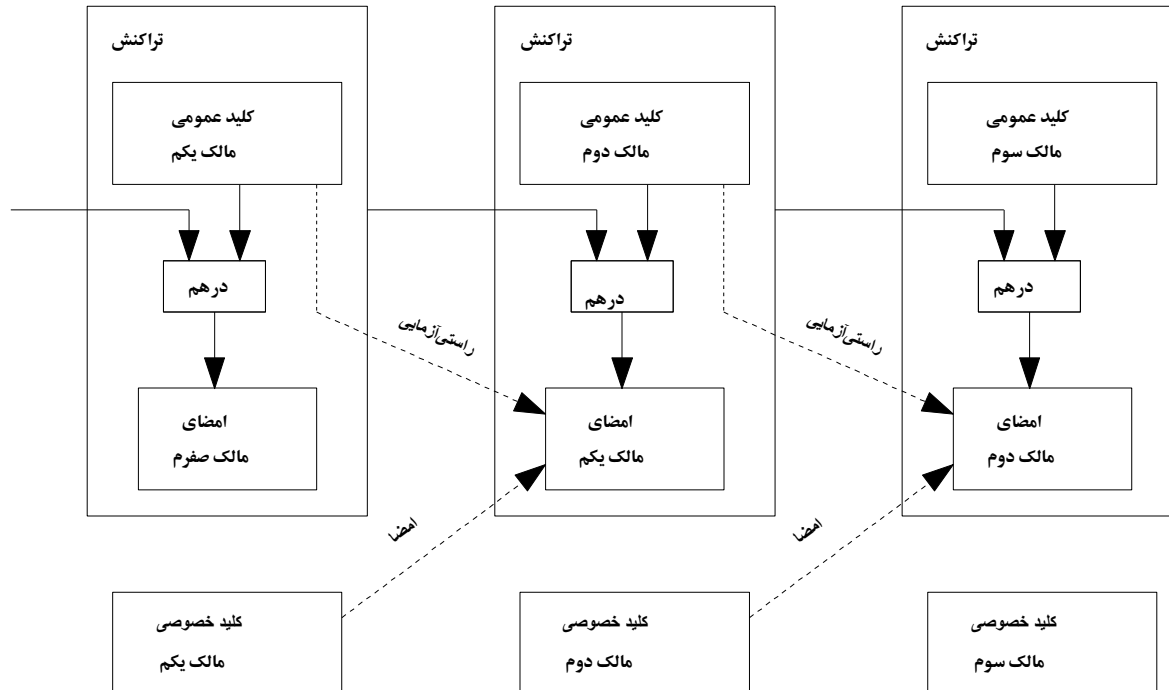 تراکنش
تراکنش
تراکنش
کلید عمومی
مالک یکم
کلید عمومی
مالک دوم
کلید عمومی
مالک سوم
درهم
درهم
درهم
راستی‌آزمایی
راستی‌آزمایی
امضای
مالک صفرم
امضای
مالک یکم
امضای
مالک دوم
امضا
امضا
کلید خصوصی
مالک یکم
کلید خصوصی
مالک دوم
کلید خصوصی
مالک سوم